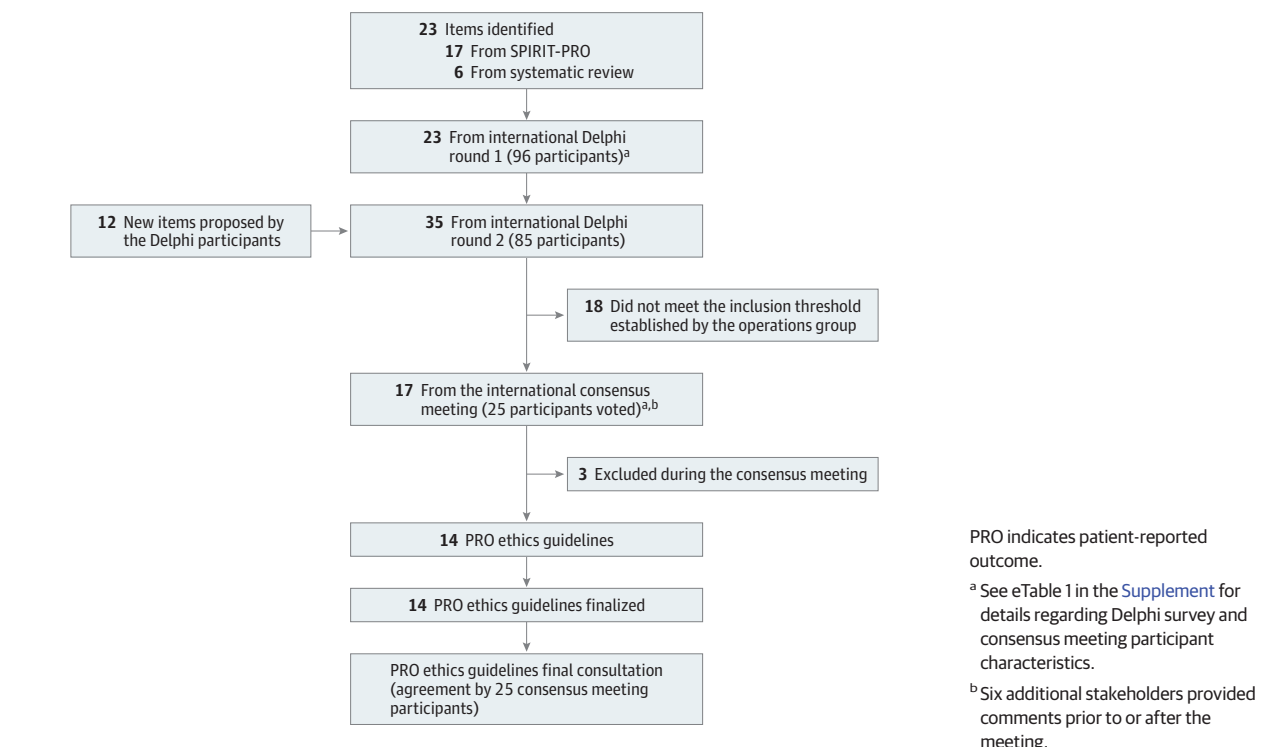 23 Items identified
17 From SPIRIT-PRO
6 From systematic review
23 From international Delphi
round 1 (96 participants)a
12 New items proposed by
the Delphi participants
35 From international Delphi
round 2 (85 participants)
18 Did not meet the inclusion threshold
established by the operations group
17 From the international consensus
meeting (25 participants voted)a,b
3 Excluded during the consensus meeting
14 PRO ethics guidelines
14 PRO ethics guidelines finalized
PRO ethics guidelines final consultation
(agreement by 25 consensus meeting
participants)
PRO indicates patient-reported
outcome.
a See eTable 1 in the Supplement for
details regarding Delphi survey and
consensus meeting participant
characteristics.
b Six additional stakeholders provided
comments prior to or after the
meeting.